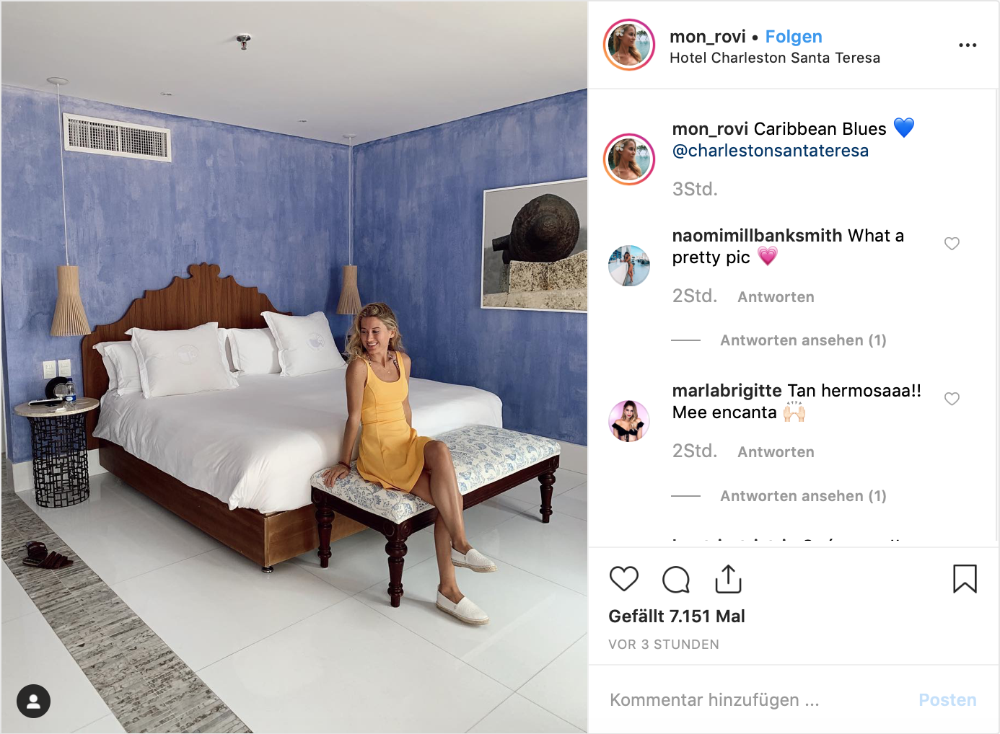 mon_rovi • Folgen
Hotel Charleston Santa Teresa
mon_rovi Caribbean Blues 💙
@charlestonsantateresa
3Std.
naomimillbanksmith What a
pretty pic 💗
2Std. Antworten
Antworten ansehen (1)
marlabrigitte Tan hermosaaa!!
Mee encanta 🙌🏻
2Std. Antworten
Antworten ansehen (1)
Gefällt 7.151 Mal
VOR 3 STUNDEN
Kommentar hinzufügen ...
Posten